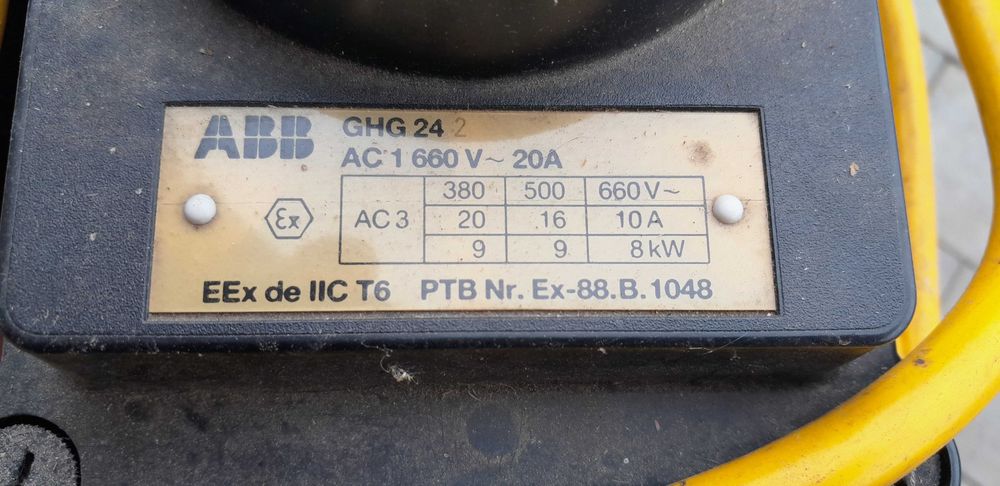 ABB GHG 24 2
AC 1 660 V ~ 20A
380 500 660 V ~
AC 3 20 16 10 A
9 9 8 kW
Ex
EEx de IIC T6 PTB Nr. Ex-88.B.1048